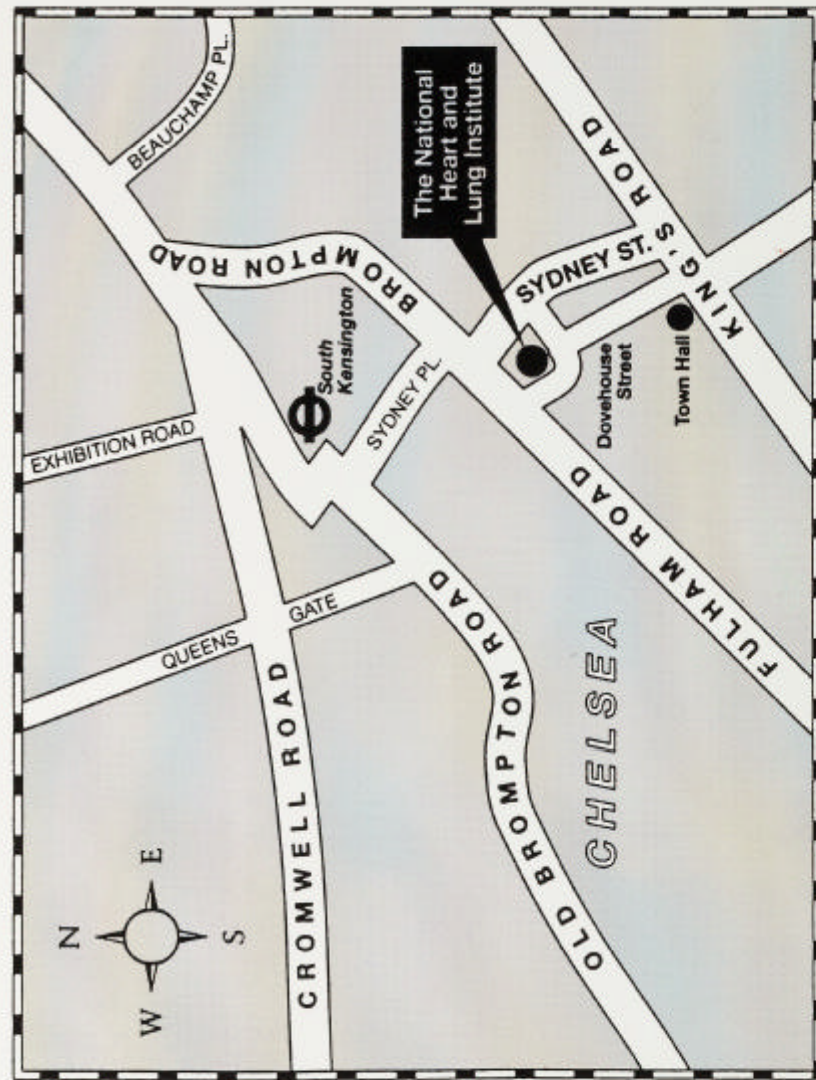 N
W
E
S
EXHIBITION ROAD
BEAUCHAMP PL.
QUEENS
GATE
CROMWELL ROAD
BROMPTON ROAD
South
Kensington
SYDNEY PL.
The National
Heart and
Lung Institute
OLD BROMPTON ROAD
SYDNEY ST.
CHELSEA
FULHAM ROAD
Dovehouse
Street
Town Hall
KING'S ROAD